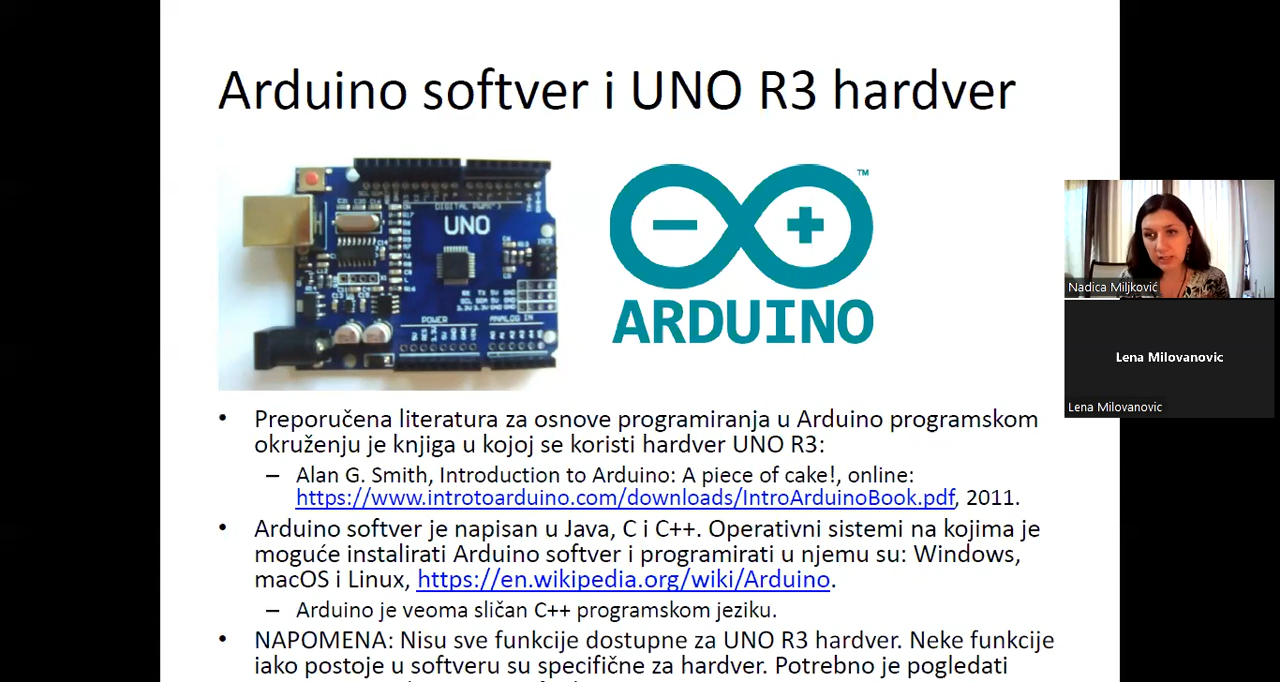 Arduino softver i UNO R3 hardver
UNO
POWER
ANALOG IN
™
ARDUINO
Nadica Miljković
Lena Milovanovic
Lena Milovanovic
• Preporučena literatura za osnove programiranja u Arduino programskom
okruženju je knjiga u kojoj se koristi hardver UNO R3:
– Alan G. Smith, Introduction to Arduino: A piece of cake!, online:
https://www.introtoarduino.com/downloads/IntroArduinoBook.pdf, 2011.
• Arduino softver je napisan u Java, C i C++. Operativni sistemi na kojima je
moguće instalirati Arduino softver i programirati u njemu su: Windows,
macOS i Linux, https://en.wikipedia.org/wiki/Arduino.
– Arduino je veoma sličan C++ programskom jeziku.
• NAPOMENA: Nisu sve funkcije dostupne za UNO R3 hardver. Neke funkcije
iako postoje u softveru su specifične za hardver. Potrebno je pogledati